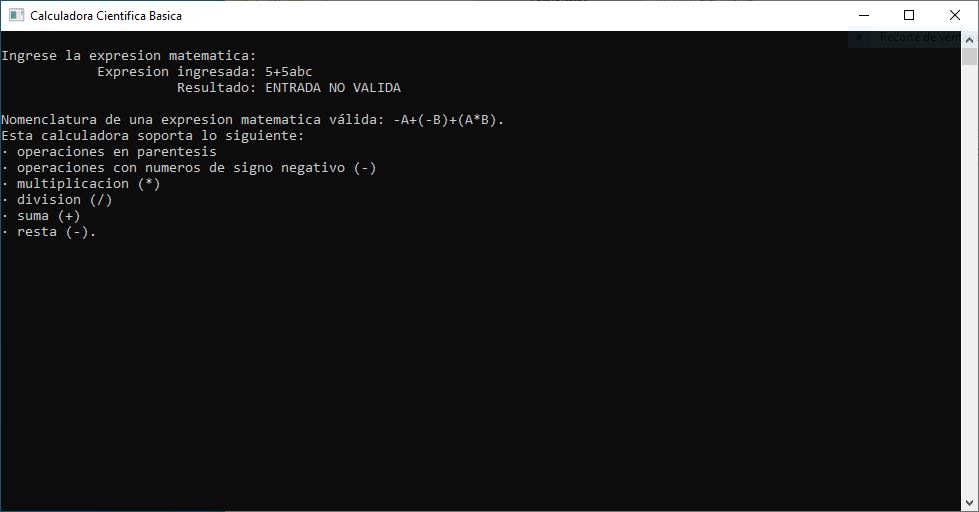 Calculadora Cientifica Basica
Recorte de ven
Ingrese la expresion matematica:
Expresion ingresada: 5+5abc
Resultado: ENTRADA NO VALIDA
Nomenclatura de una expresion matematica válida: -A+(-B)+(A*B).
Esta calculadora soporta lo siguiente:
· operaciones en parentesis
· operaciones con numeros de signo negativo (-)
· multiplicacion (*)
· division (/)
· suma (+)
· resta (-).